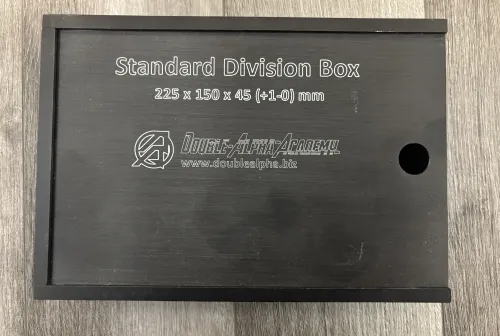 Standard Division Box
225 x 150 x 45 (+1-0) mm
Double-Alpha Academy
www.doublealpha.biz